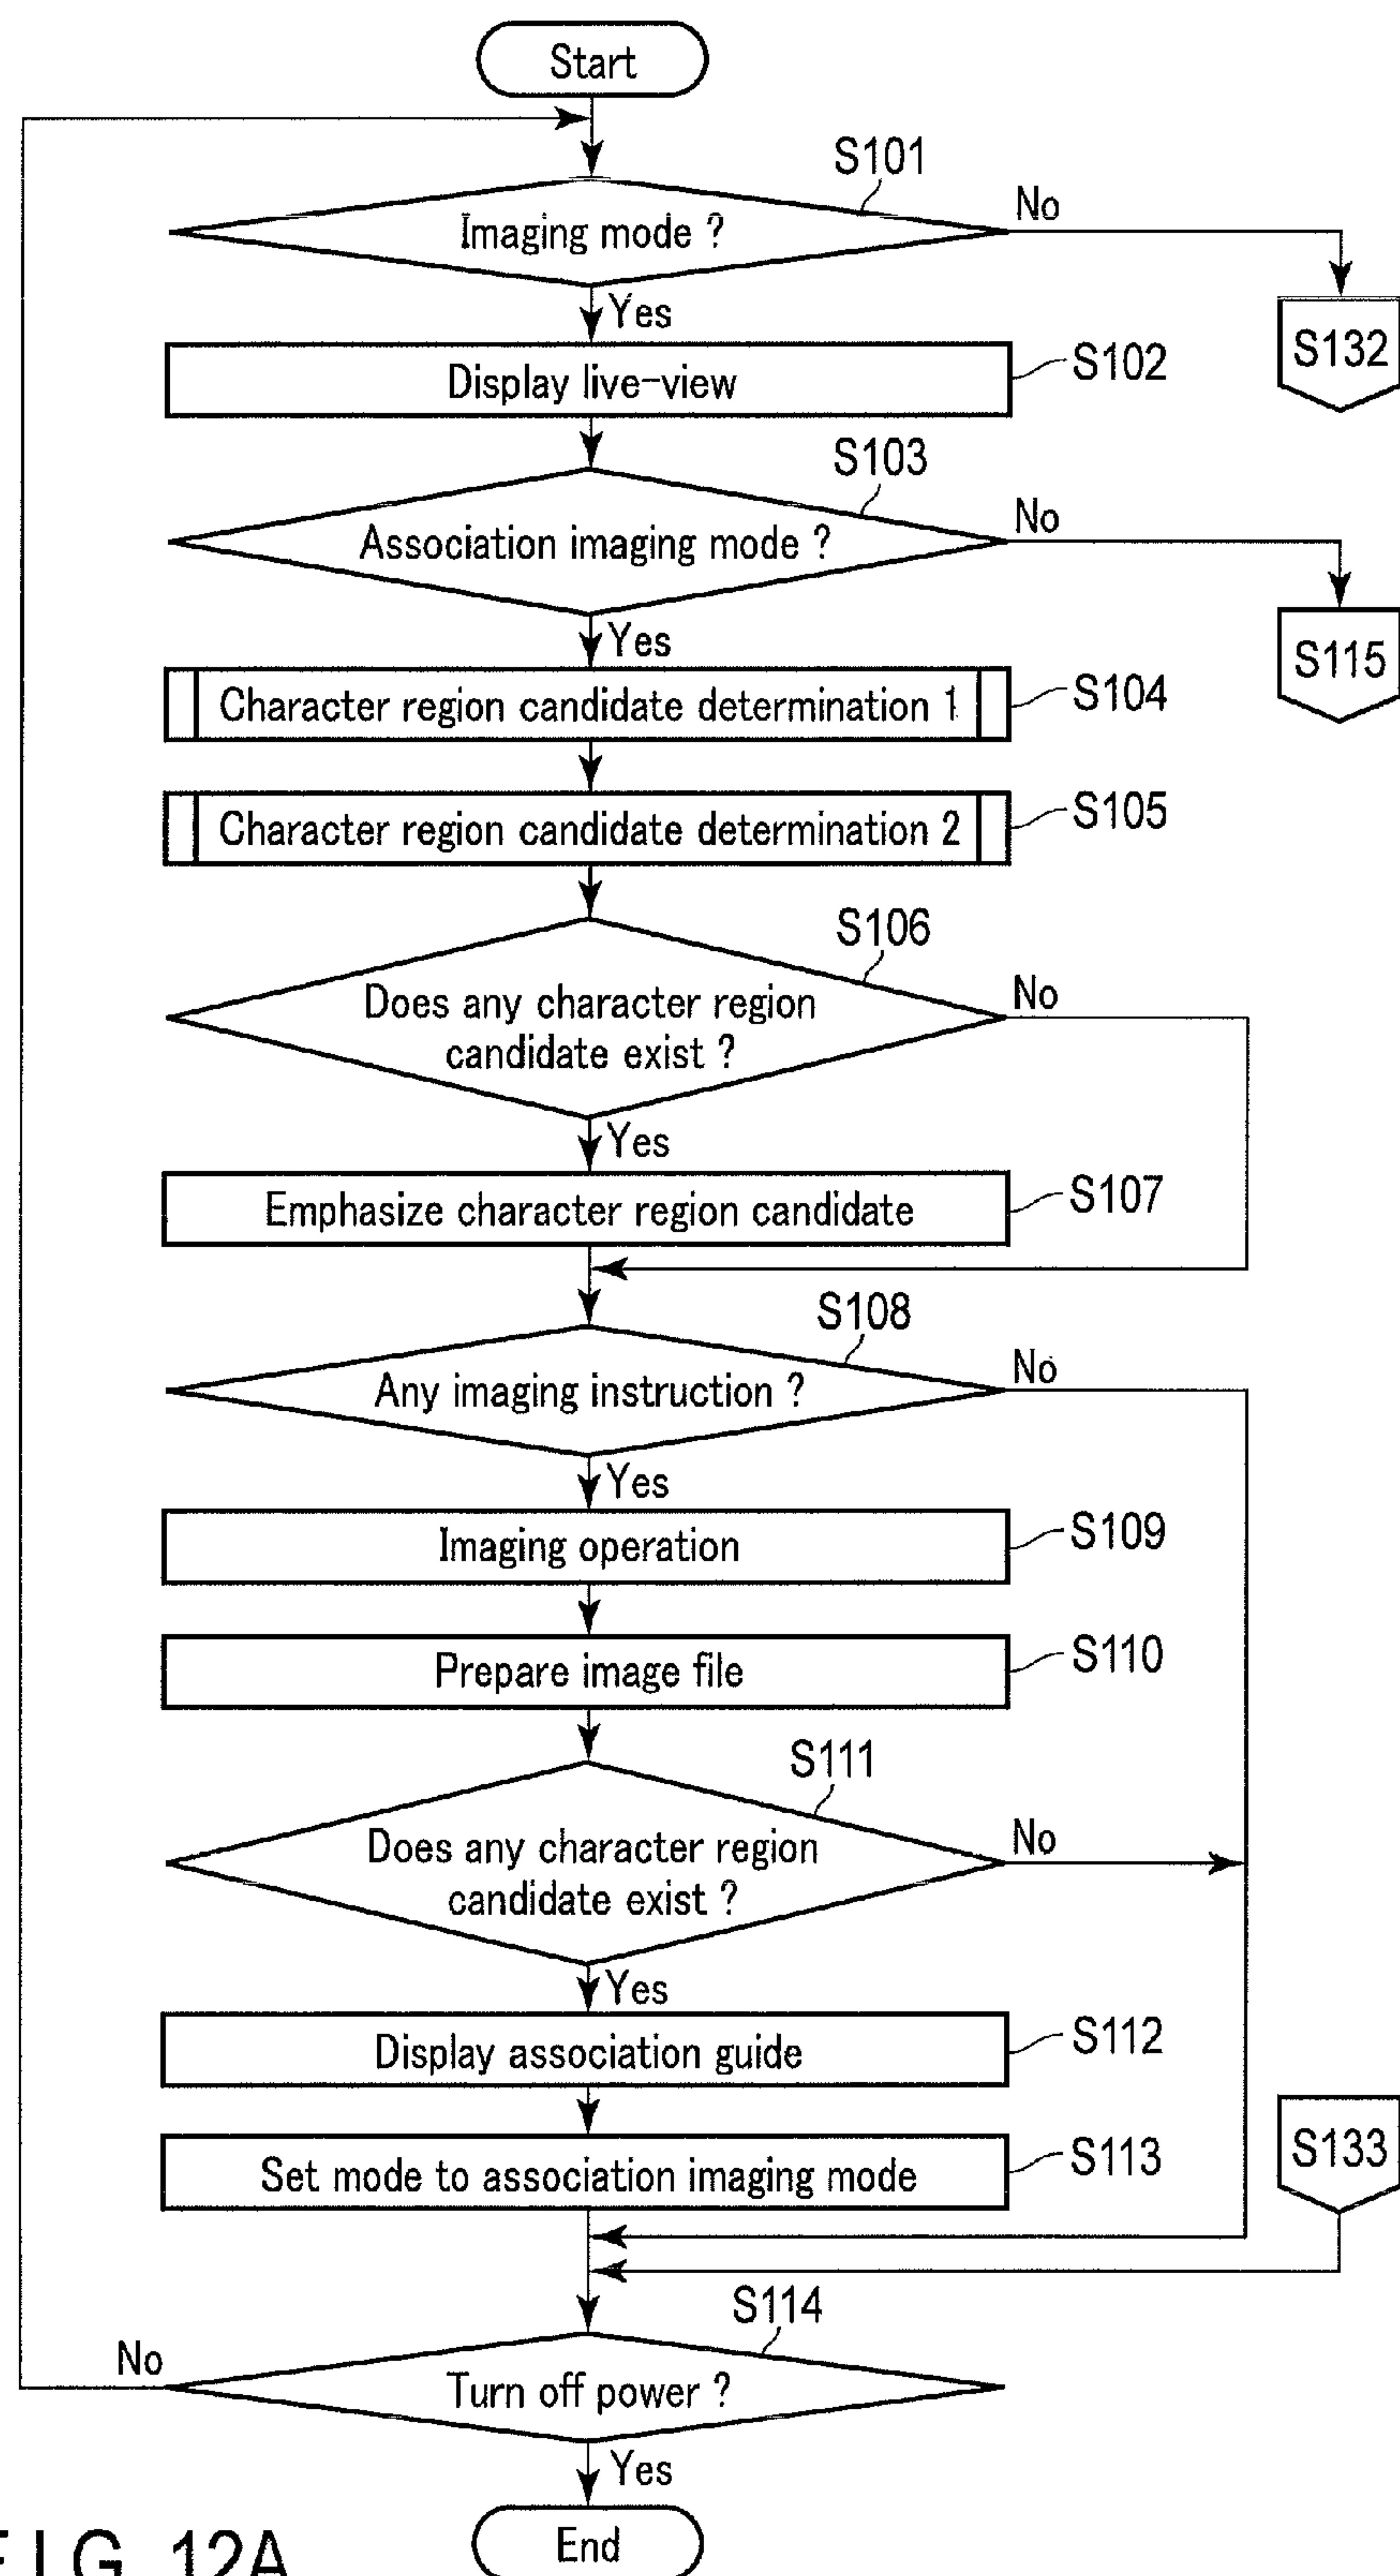 Start
S101
Imaging mode ?
No
S132
Yes
Display live-view
S102
S103
Association imaging mode ?
No
S115
Yes
Character region candidate determination 1
S104
Character region candidate determination 2
S105
S106
Does any character region
candidate exist ?
No
Yes
Emphasize character region candidate
S107
S108
Any imaging instruction ?
No
Yes
Imaging operation
S109
Prepare image file
S110
S111
Does any character region
candidate exist ?
No
Yes
Display association guide
S112
Set mode to association imaging mode
S113
S133
S114
No
Turn off power ?
Yes
End
FIG. 12A